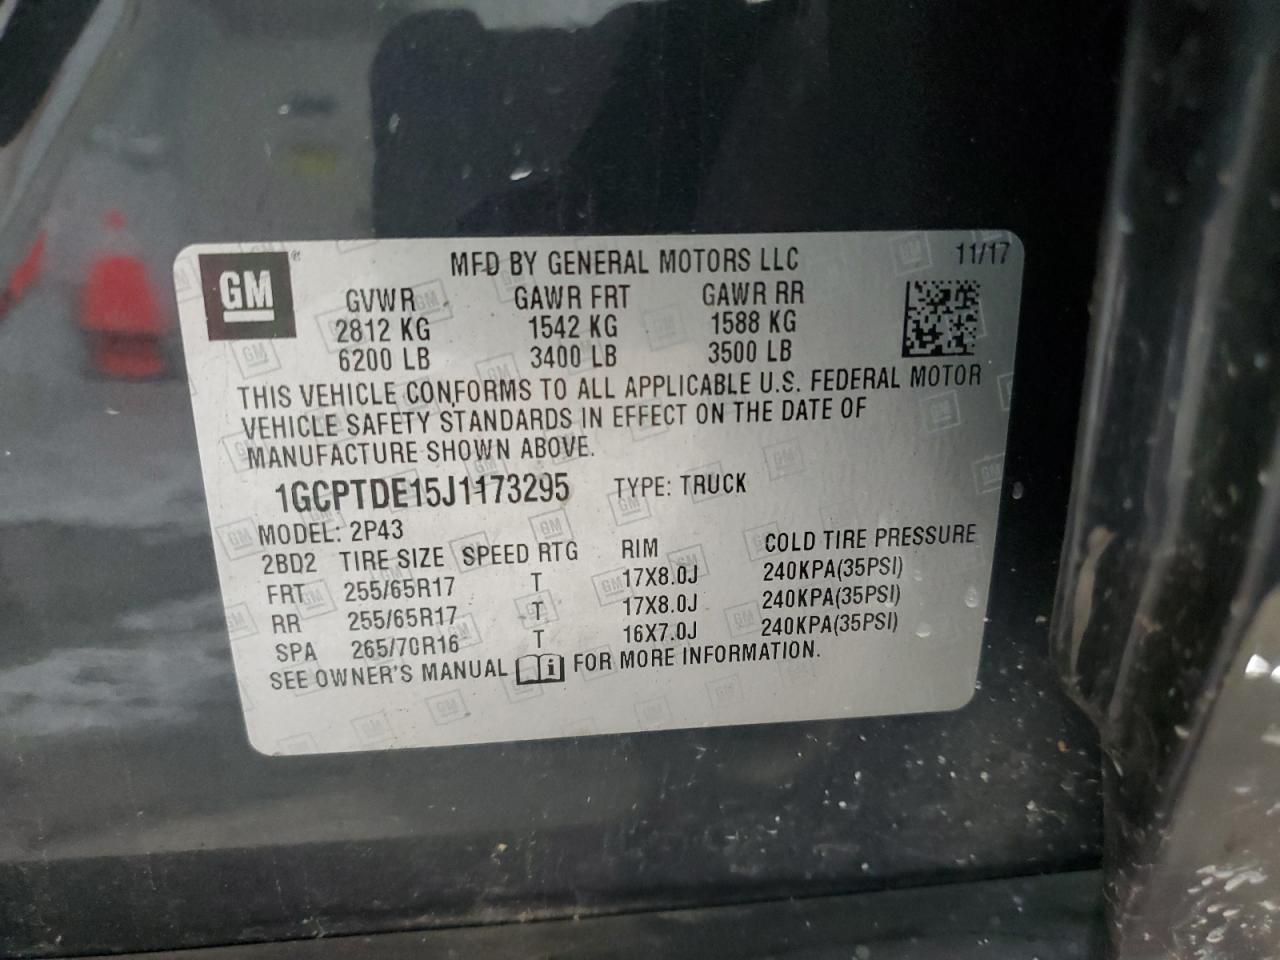 GM®
MFD BY GENERAL MOTORS LLC
11/17
GVWR GAWR FRT GAWR RR
2812 KG 1542 KG 1588 KG
6200 LB 3400 LB 3500 LB
THIS VEHICLE CONFORMS TO ALL APPLICABLE U.S. FEDERAL MOTOR
VEHICLE SAFETY STANDARDS IN EFFECT ON THE DATE OF
MANUFACTURE SHOWN ABOVE.
1GCPTDE15J1173295 TYPE: TRUCK
MODEL: 2P43
2BD2 TIRE SIZE SPEED RTG RIM COLD TIRE PRESSURE
FRT 255/65R17 T 17X8.0J 240KPA(35PSI)
RR 255/65R17 T 17X8.0J 240KPA(35PSI)
SPA 265/70R16 T 16X7.0J 240KPA(35PSI)
SEE OWNER'S MANUAL i FOR MORE INFORMATION.